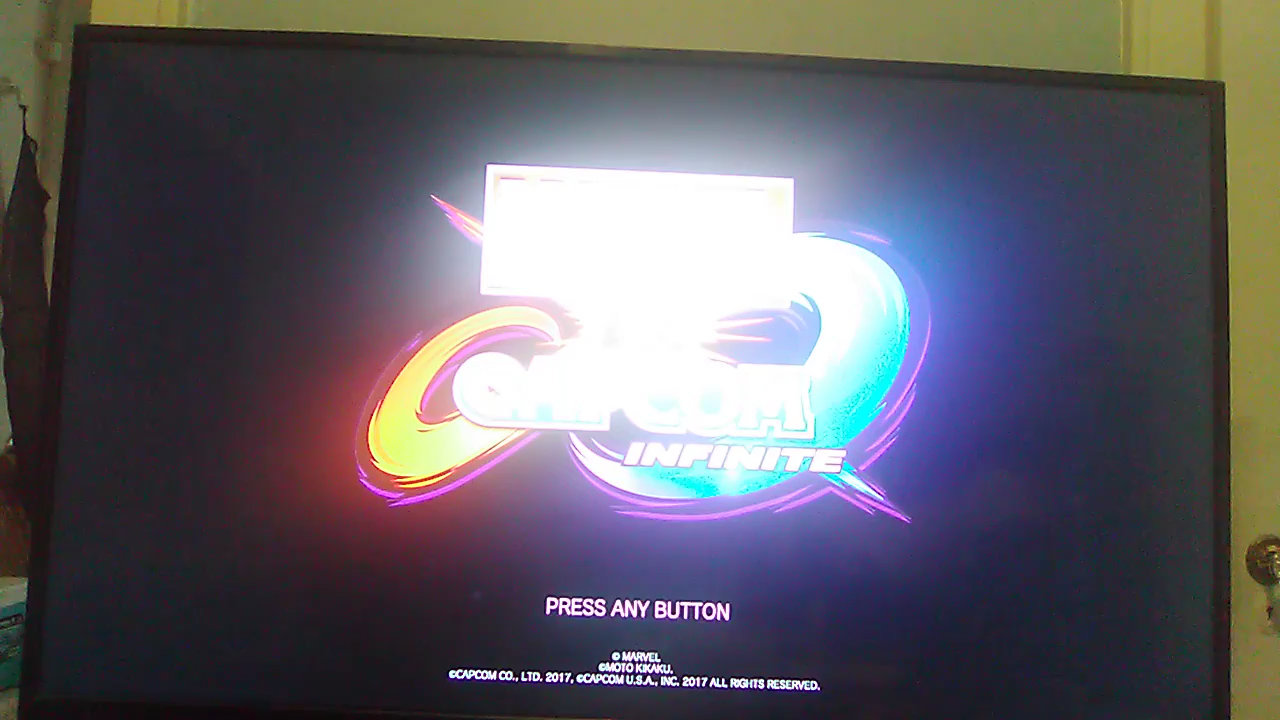 CAPCOM
INFINITE
PRESS ANY BUTTON
© MARVEL
©MOTO KIKAKU.
©CAPCOM CO., LTD. 2017, ©CAPCOM U.S.A., INC. 2017 ALL RIGHTS RESERVED.